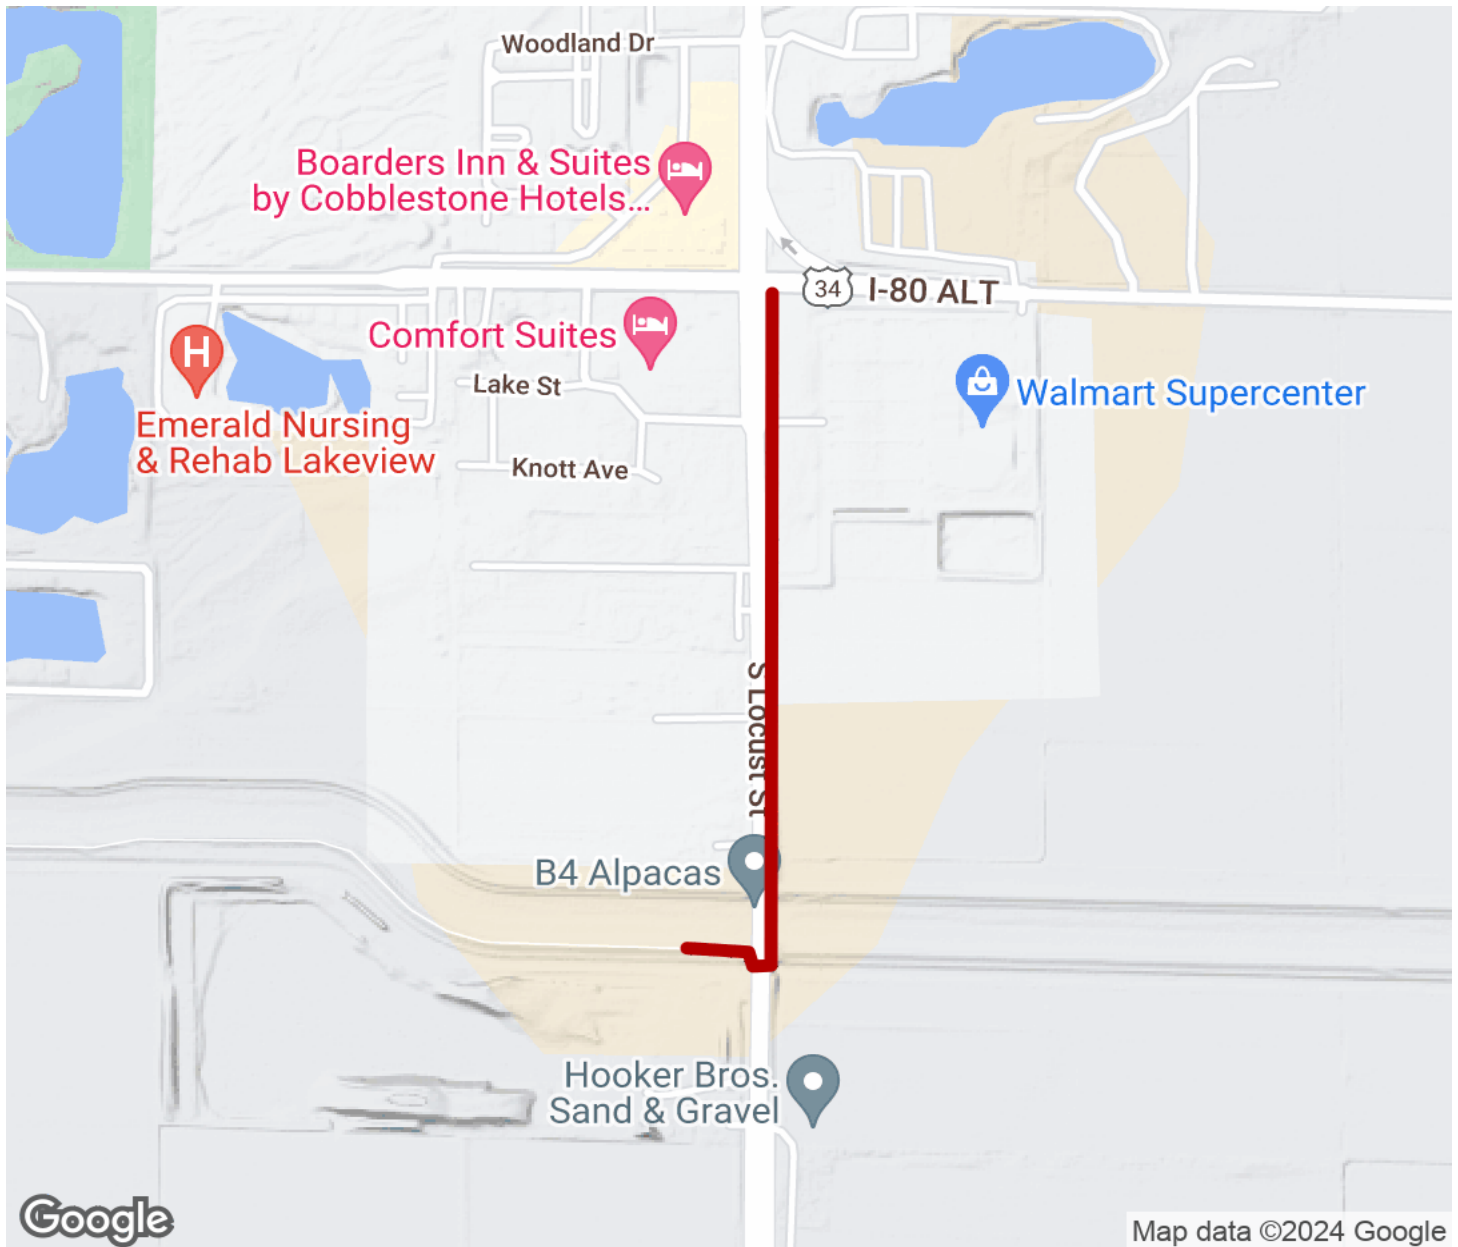 Woodland Dr
Boarders Inn & Suites
by Cobblestone Hotels...
34
I-80 ALT
Comfort Suites
Lake St
H
Walmart Supercenter
Emerald Nursing
& Rehab Lakeview
Knott Ave
S Locust St
B4 Alpacas
Hooker Bros.
Sand & Gravel
Google
Map data ©2024 Google